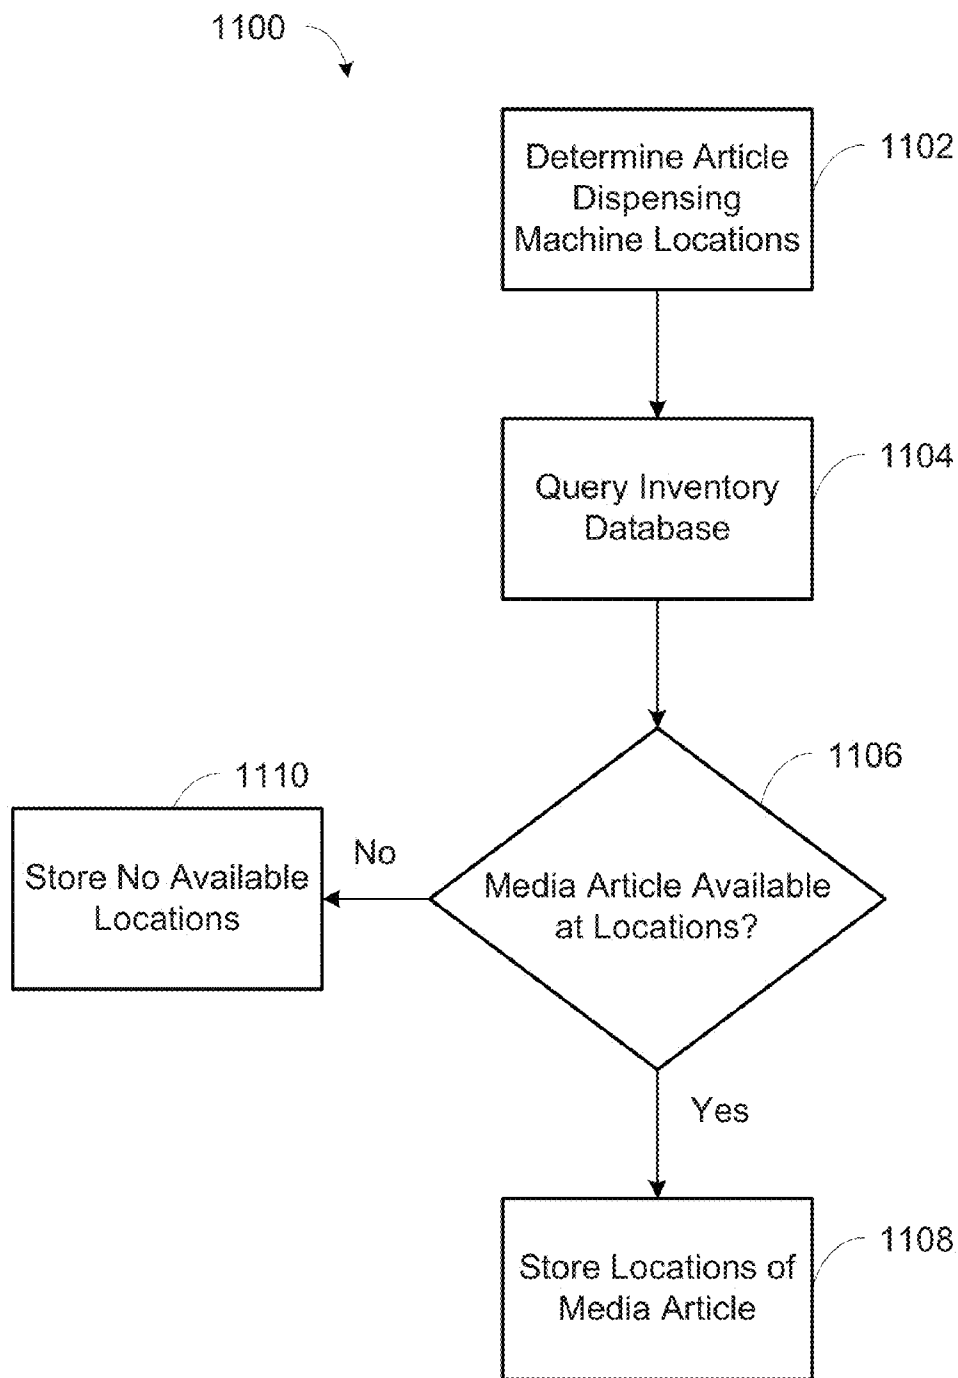 1100
Determine Article
Dispensing
Machine Locations
1102
Query Inventory
Database
1104
Media Article Available
at Locations?
1106
No
Store No Available
Locations
1110
Yes
Store Locations of
Media Article
1108